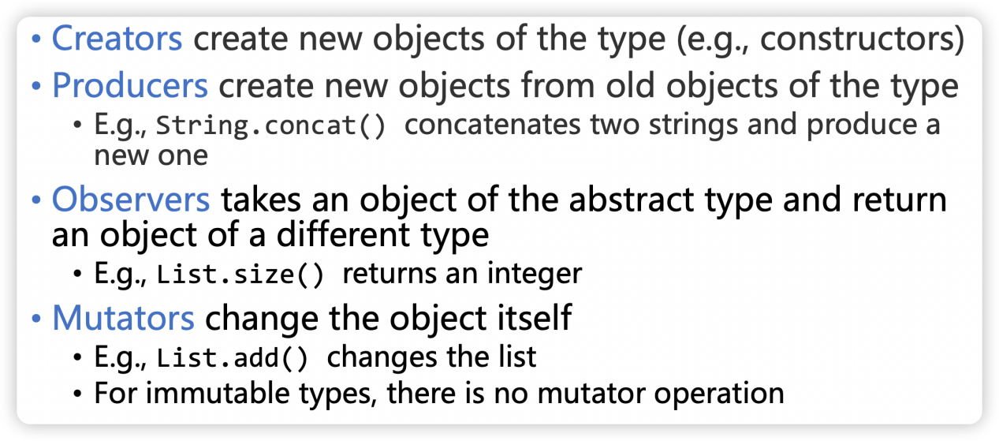 • Creators create new objects of the type (e.g., constructors)
• Producers create new objects from old objects of the type
• E.g., String.concat() concatenates two strings and produce a
new one
• Observers takes an object of the abstract type and return
an object of a different type
• E.g., List.size() returns an integer
• Mutators change the object itself
• E.g., List.add() changes the list
• For immutable types, there is no mutator operation